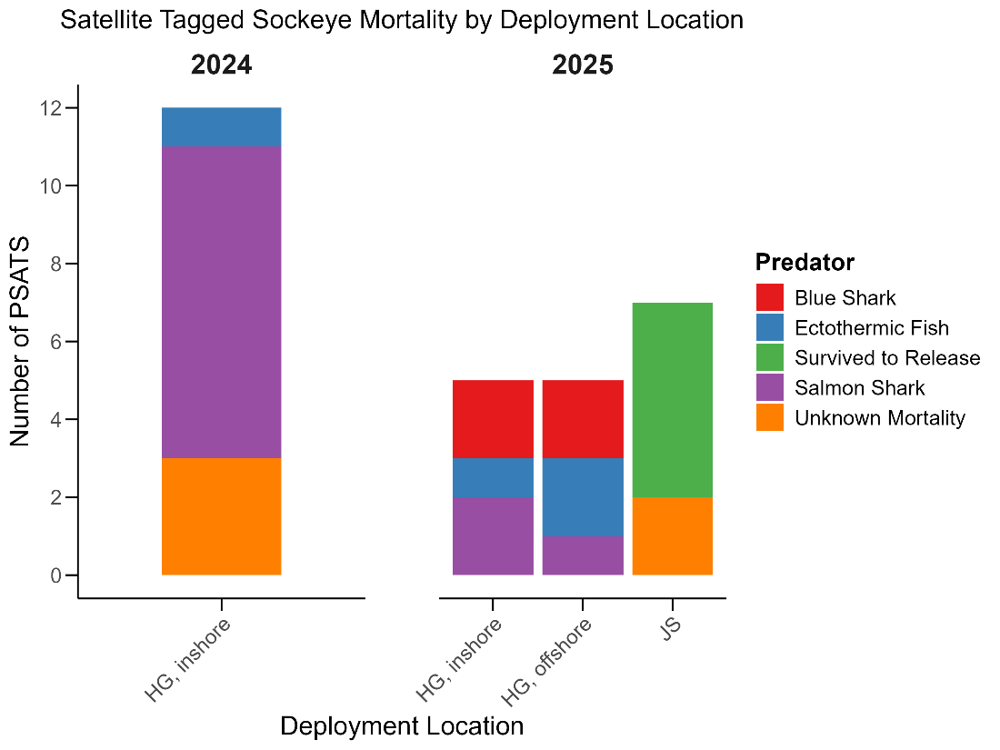 Satellite Tagged Sockeye Mortality by Deployment Location
2024
2025
Number of PSATS
12
10
8
6
4
2
0
HG, inshore
HG, inshore
HG, offshore
JS
Deployment Location
Predator
Blue Shark
Ectothermic Fish
Survived to Release
Salmon Shark
Unknown Mortality